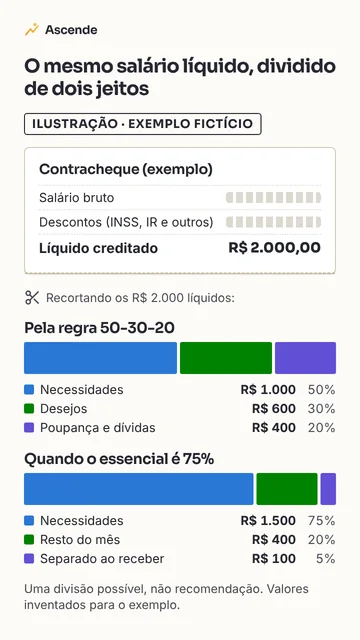 Ascende
O mesmo salário líquido, dividido
de dois jeitos
ILUSTRAÇÃO · EXEMPLO FICTÍCIO
Contracheque (exemplo)
Salário bruto
Descontos (INSS, IR e outros)
Líquido creditado R$ 2.000,00
Recortando os R$ 2.000 líquidos:
Pela regra 50-30-20
Necessidades R$ 1.000 50%
Desejos R$ 600 30%
Poupança e dívidas R$ 400 20%
Quando o essencial é 75%
Necessidades R$ 1.500 75%
Resto do mês R$ 400 20%
Separado ao receber R$ 100 5%
Uma divisão possível, não recomendação. Valores
inventados para o exemplo.